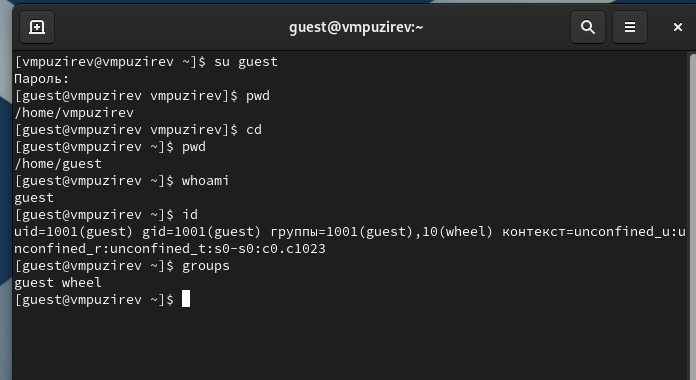 guest@vmpuzirev:~
[vmpuzirev@vmpuzirev ~]$ su guest
Пароль:
[guest@vmpuzirev vmpuzirev]$ pwd
/home/vmpuzirev
[guest@vmpuzirev vmpuzirev]$ cd
[guest@vmpuzirev ~]$ pwd
/home/guest
[guest@vmpuzirev ~]$ whoami
guest
[guest@vmpuzirev ~]$ id
uid=1001(guest) gid=1001(guest) группы=1001(guest),10(wheel) контекст=unconfined_u:u
nconfined_r:unconfined_t:s0-s0:c0.c1023
[guest@vmpuzirev ~]$ groups
guest wheel
[guest@vmpuzirev ~]$